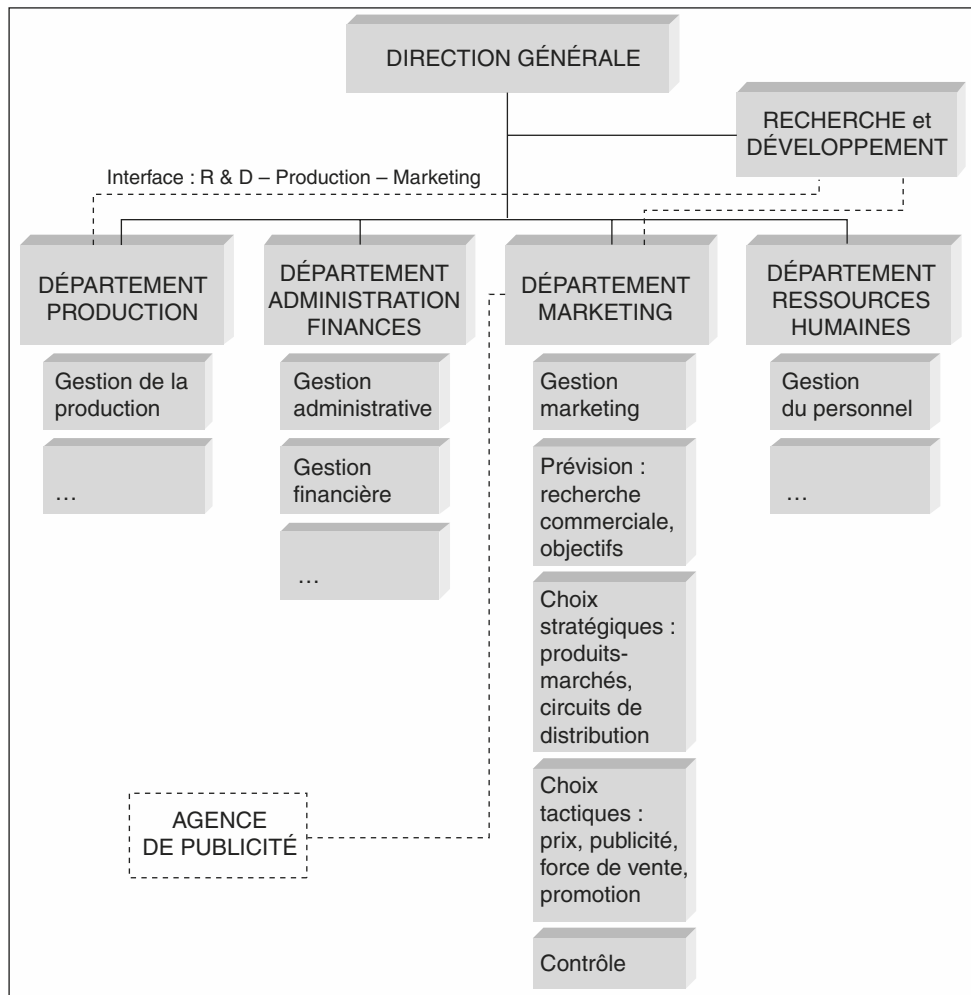 DIRECTION GÉNÉRALE
RECHERCHE et
DÉVELOPPEMENT
Interface : R & D – Production – Marketing
DÉPARTEMENT
PRODUCTION
Gestion de la
production
…
DÉPARTEMENT
ADMINISTRATION
FINANCES
Gestion
administrative
Gestion
financière
…
DÉPARTEMENT
MARKETING
Gestion
marketing
Prévision :
recherche
commerciale,
objectifs
Choix
stratégiques :
produits-
marchés,
circuits de
distribution
Choix
tactiques :
prix, publicité,
force de vente,
promotion
Contrôle
DÉPARTEMENT
RESSOURCES
HUMAINES
Gestion
du personnel
…
AGENCE
DE PUBLICITÉ